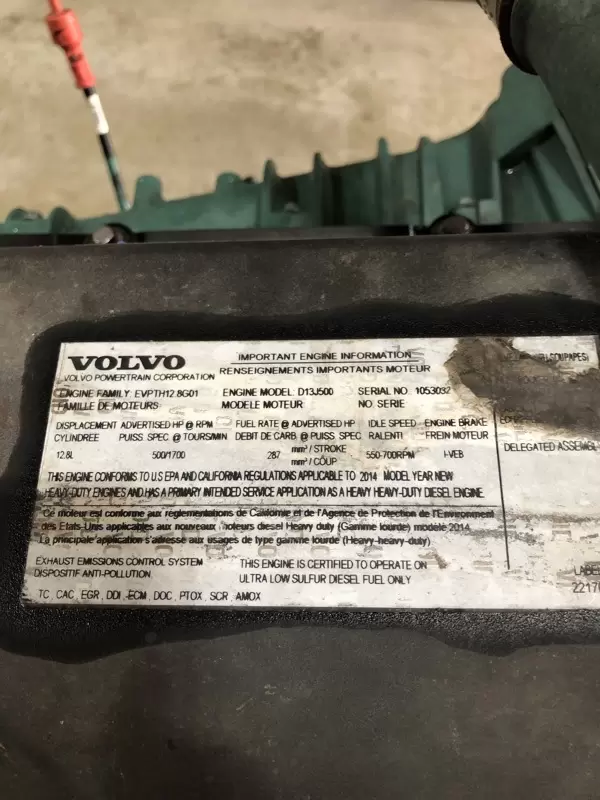 VOLVO
VOLVO POWERTRAIN CORPORATION
IMPORTANT ENGINE INFORMATION
RENSEIGNEMENTS IMPORTANTS MOTEUR
ENGINE FAMILY EVPTH12.8G01 ENGINE MODEL. D13J500 SERIAL NO. 1053032
FAMILLE DE MOTEURS MODELE MOTEUR NO. SERIE
DISPLACEMENT ADVERTISED HP @ RPM FUEL RATE @ ADVERTISED HP IDLE SPEED ENGINE BRAKE
CYLINDREE PUISS SPEC @ TOURS/MIN DEBIT DE CARB @ PUISS SPEC RALENTI FREIN MOTEUR
12.8L 500/1700 287 mm³ / STROKE 550-700RPM I-VEB
mm³ / COUP
DELEGATED ASSEMBL
THIS ENGINE CONFORMS TO U S EPA AND CALIFORNIA REGULATIONS APPLICABLE TO 2014 MODEL YEAR NEW
HEAVY-DUTY ENGINES AND HAS A PRIMARY INTENDED SERVICE APPLICATION AS A HEAVY HEAVY-DUTY DIESEL ENGINE.
Ce moteur est conforme aux réglementations de Californie et de l'Agence de Protection de l'Environnement
des Etats-Unis applicables aux nouveaux moteurs diesel Heavy duty (Gamme lourde) modèle 2014.
La principale application s'adresse aux usages de type gamme lourde (Heavy-heavy-duty)
EXHAUST EMISSIONS CONTROL SYSTEM THIS ENGINE IS CERTIFIED TO OPERATE ON
DISPOSITIF ANTI-POLLUTION ULTRA LOW SULFUR DIESEL FUEL ONLY
LABEL
2217
TC, CAC, EGR, DDI, ECM, DOC, PTOX, SCR, AMOX